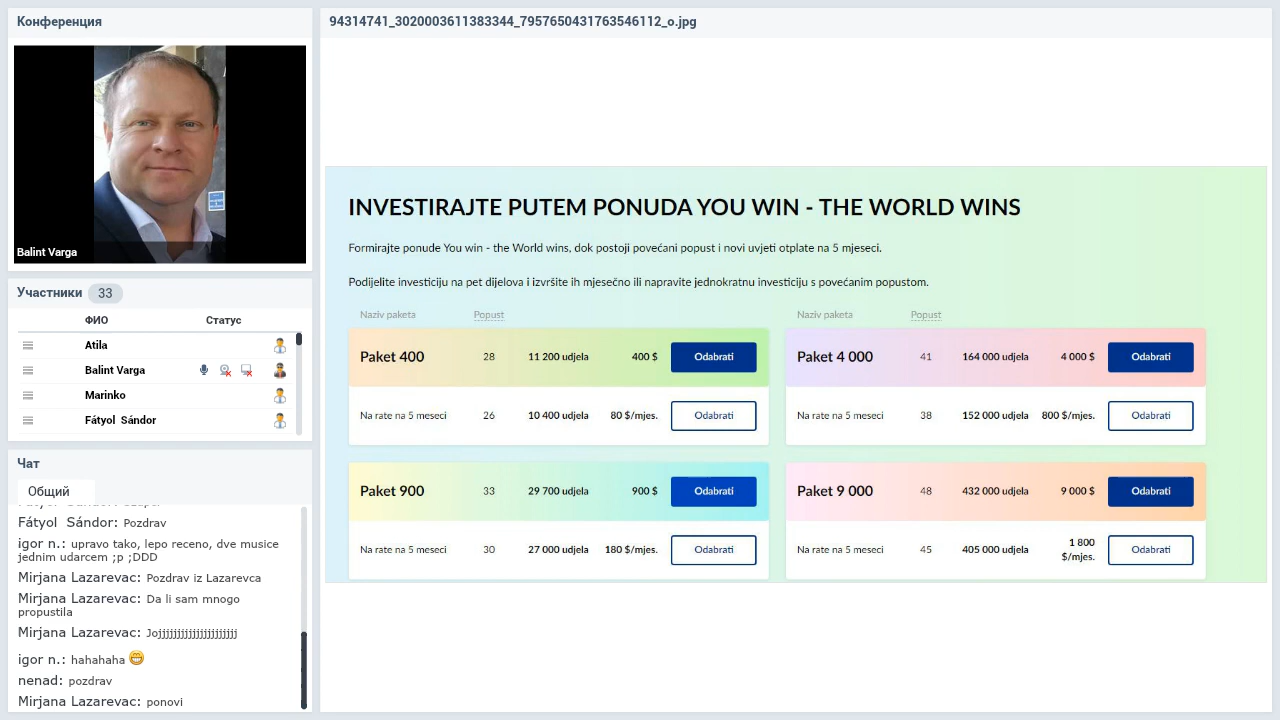 Конференция
Balint Varga
Участники 33
ФИО Статус
Atila
Balint Varga
Marinko
Fátyol Sándor
Чат
Общий
Fátyol Sándor: Pozdrav
igor n.: upravo tako, lepo receno, dve musice
jednim udarcem ;p ;DDD
Mirjana Lazarevac: Pozdrav iz Lazarevca
Mirjana Lazarevac: Da li sam mnogo
propustila
Mirjana Lazarevac: Jojjjjjjjjjjjjjjjjjjjjj
igor n.: hahahaha
nenad: pozdrav
Mirjana Lazarevac: ponovi
94314741_3020003611383344_7957650431763546112_o.jpg
INVESTIRAJTE PUTEM PONUDA YOU WIN - THE WORLD WINS
Formirajte ponude You win - the World wins, dok postoji povećani popust i novi uvjeti otplate na 5 mjeseci.
Podijelite investiciju na pet dijelova i izvršite ih mjesečno ili napravite jednokratnu investiciju s povećanim popustom.
Naziv paketa Popust
Paket 400 28 11 200 udjela 400 $ Odabrati
Na rate na 5 meseci 26 10 400 udjela 80 $/mjes. Odabrati
Naziv paketa Popust
Paket 4 000 41 164 000 udjela 4 000 $ Odabrati
Na rate na 5 meseci 38 152 000 udjela 800 $/mjes. Odabrati
Paket 900 33 29 700 udjela 900 $ Odabrati
Na rate na 5 meseci 30 27 000 udjela 180 $/mjes. Odabrati
Paket 9 000 48 432 000 udjela 9 000 $ Odabrati
Na rate na 5 meseci 45 405 000 udjela 1 800
$/mjes. Odabrati